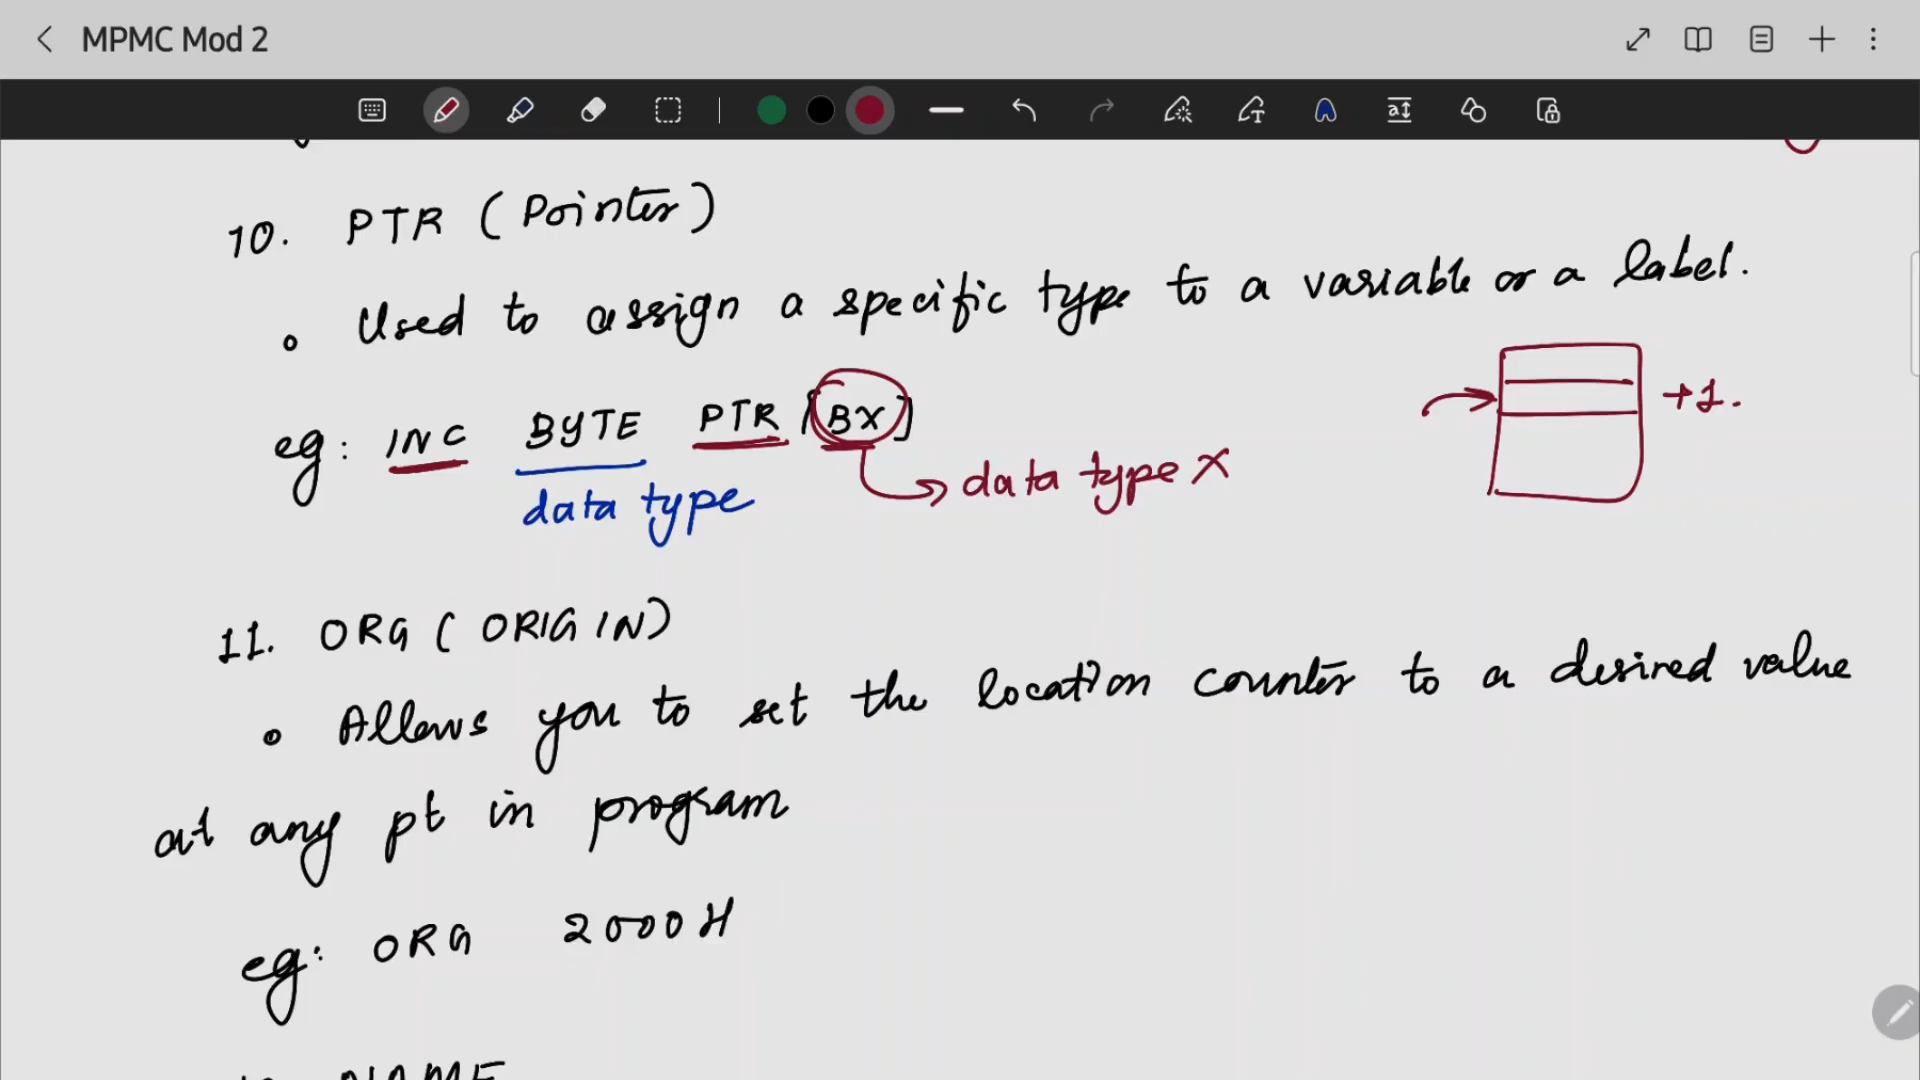 MPMC Mod 2
10. PTR (Pointer)
Used to assign a specific type to a variable or a label.
eg: INC BYTE PTR [BX]
+1.
data type
data type X
11. ORG (ORIGIN)
Allows you to set the location counter to a desired value
at any pt in program
eg: ORG 2000H
NAME